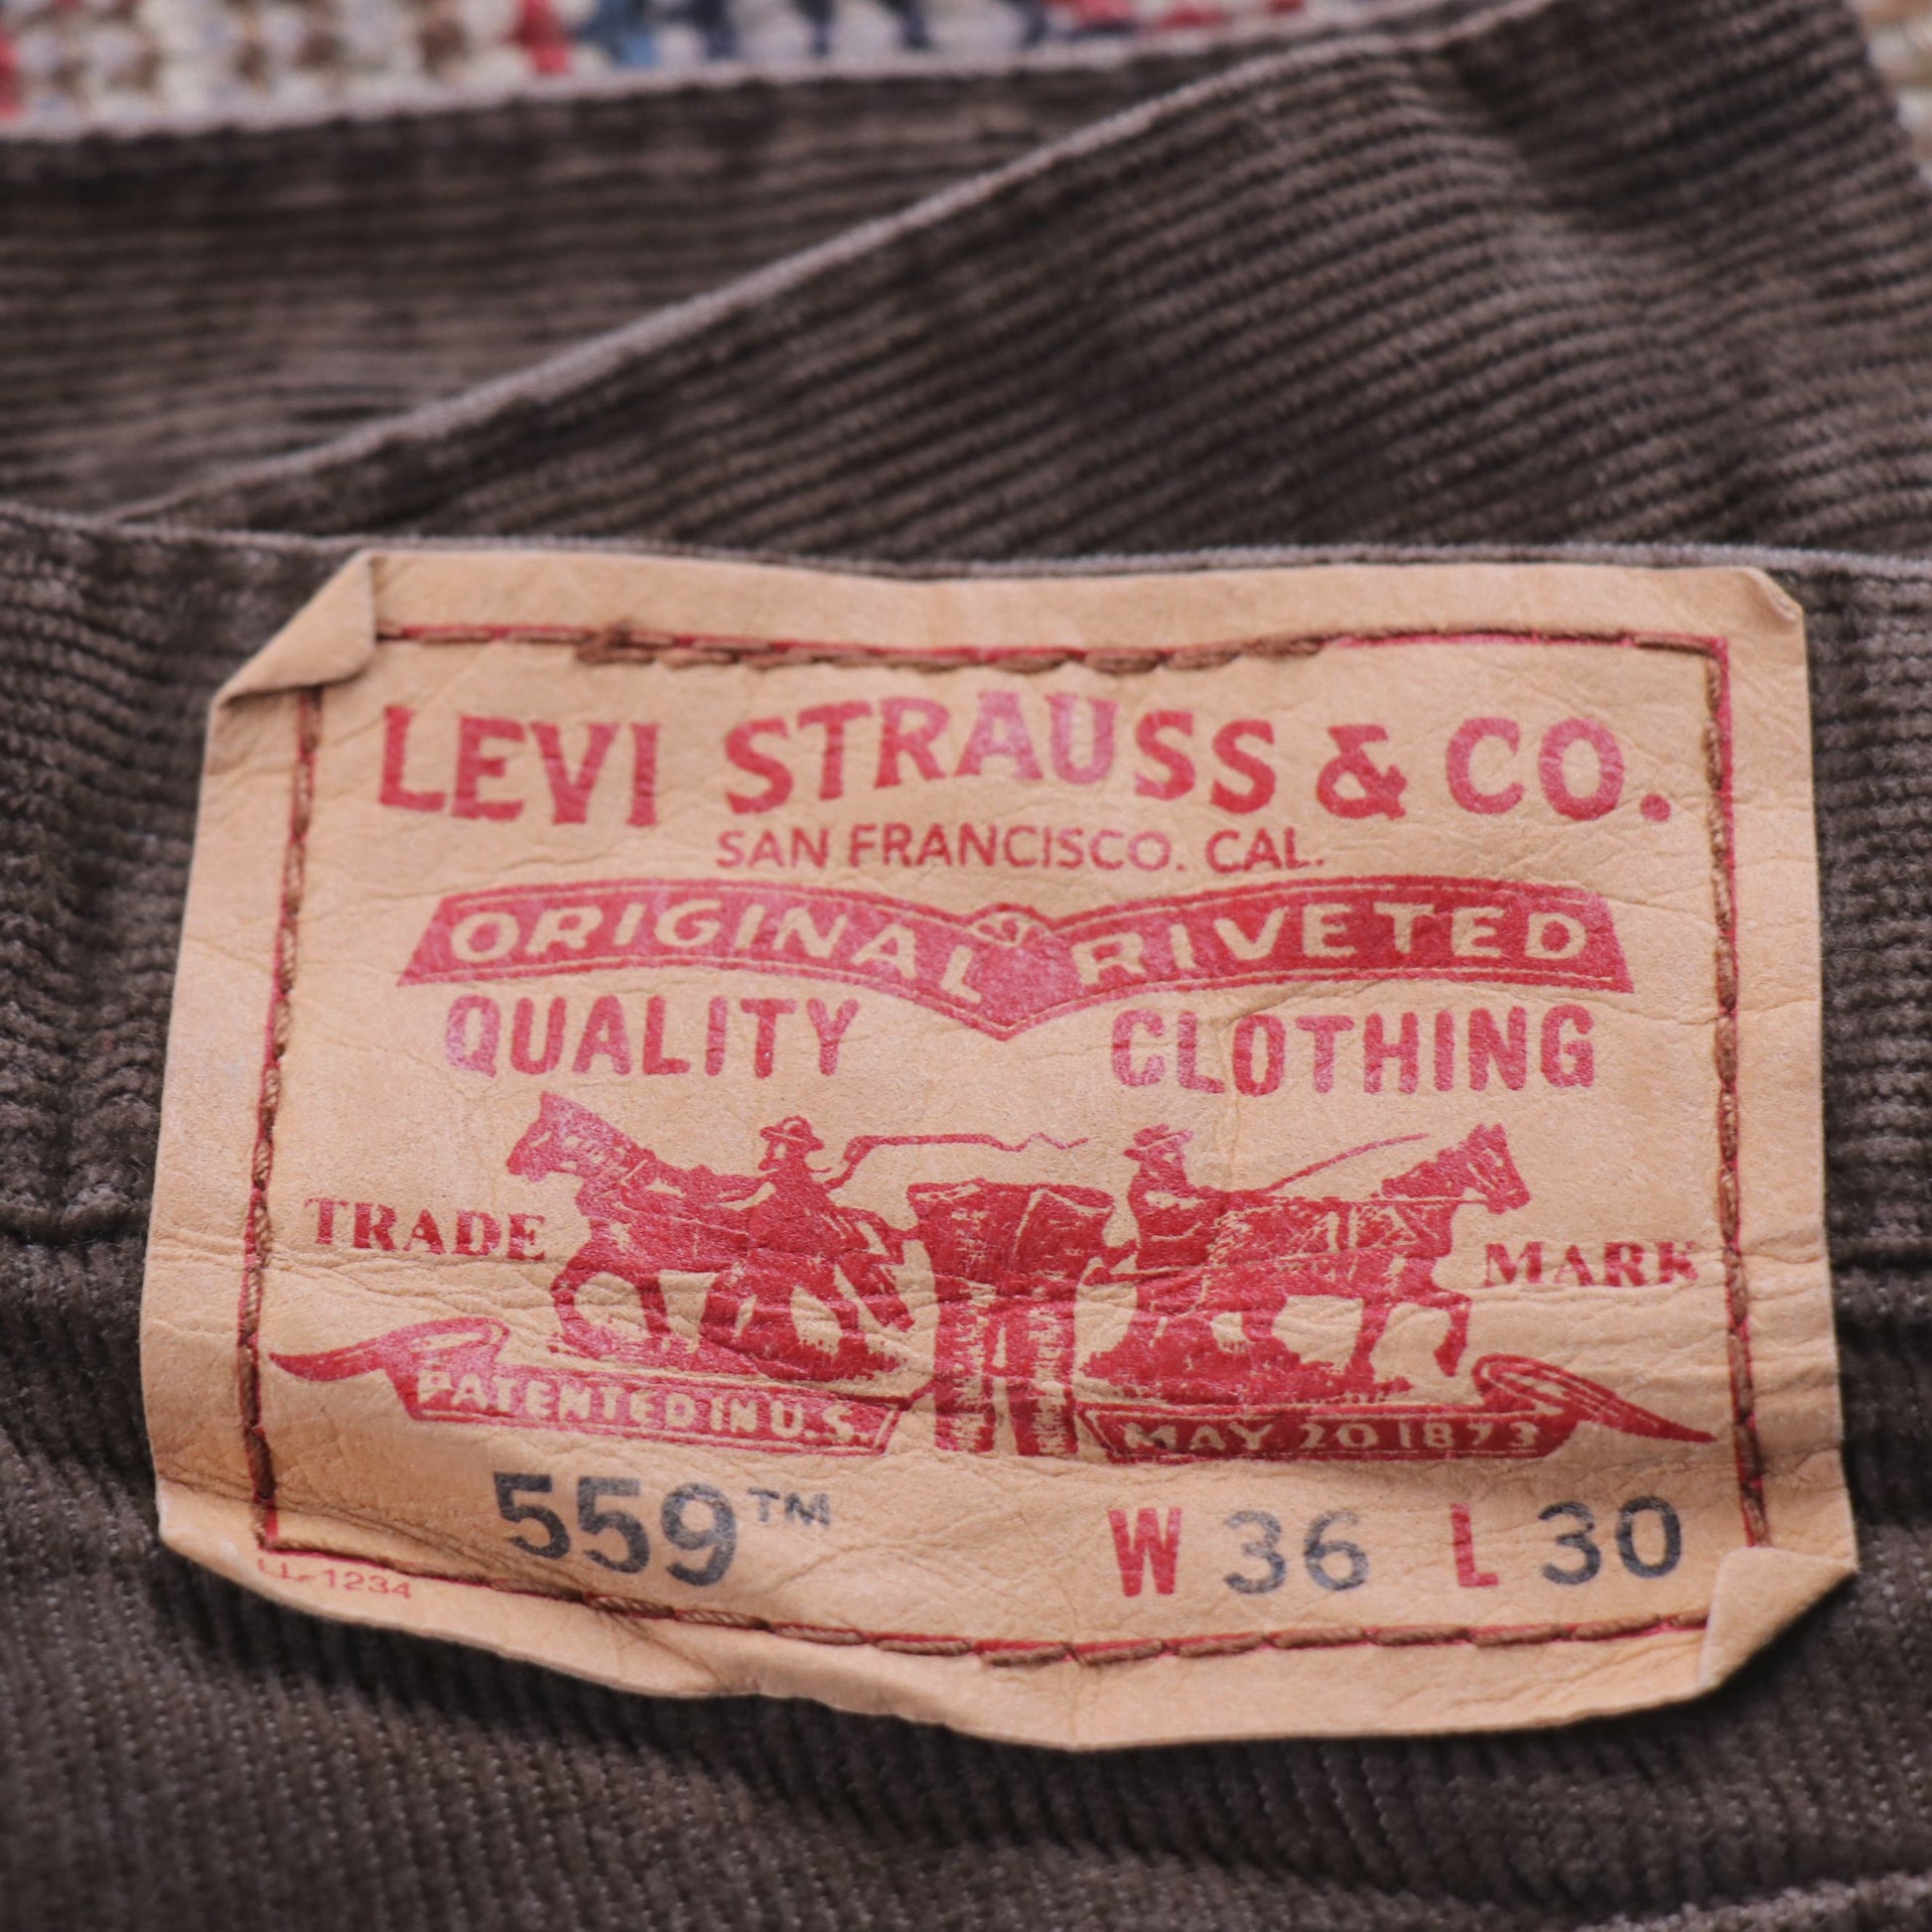 LEVI STRAUSS & CO.
SAN FRANCISCO. CAL.
ORIGINAL RIVETED
QUALITY CLOTHING
TRADE MARK
PATENTED IN U.S. MAY 20 1873
559™ W 36 L 30
LL-1234